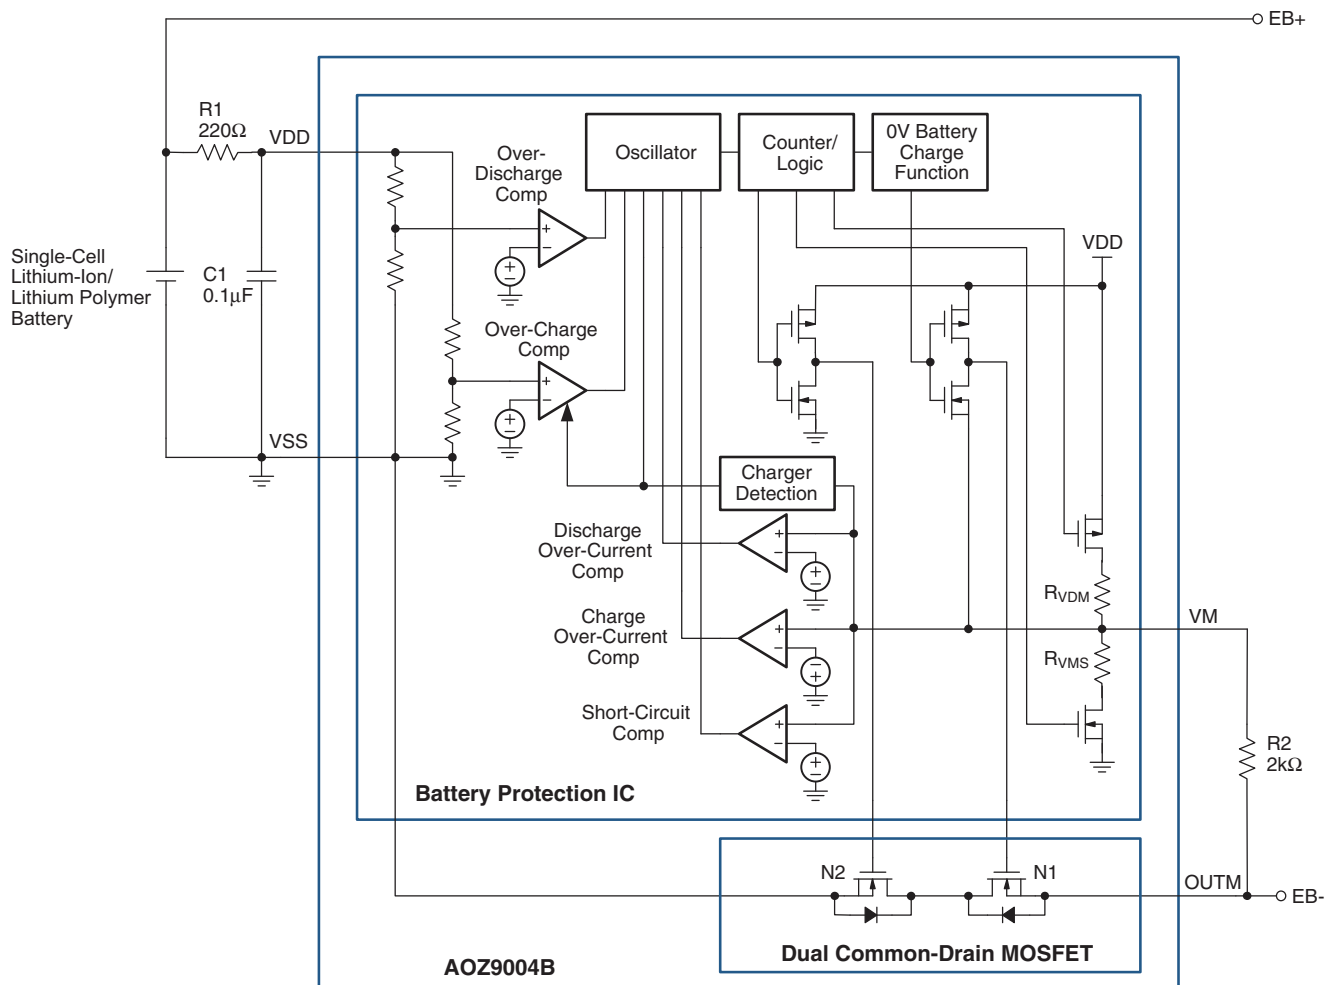 EB+
R1
220Ω
VDD
Over-
Discharge
Comp
Oscillator
Counter/
Logic
0V Battery
Charge
Function
+
−
+
−
VDD
Single-Cell
Lithium-Ion/
Lithium Polymer
Battery
C1
0.1µF
Over-Charge
Comp
+
−
+
−
VSS
Charger
Detection
Discharge
Over-Current
Comp
+
−
+
−
RVDM
Charge
Over-Current
Comp
+
−
−
+
VM
RVMS
Short-Circuit
Comp
+
−
+
−
R2
2kΩ
Battery Protection IC
N2
N1
OUTM
EB-
Dual Common-Drain MOSFET
AOZ9004B